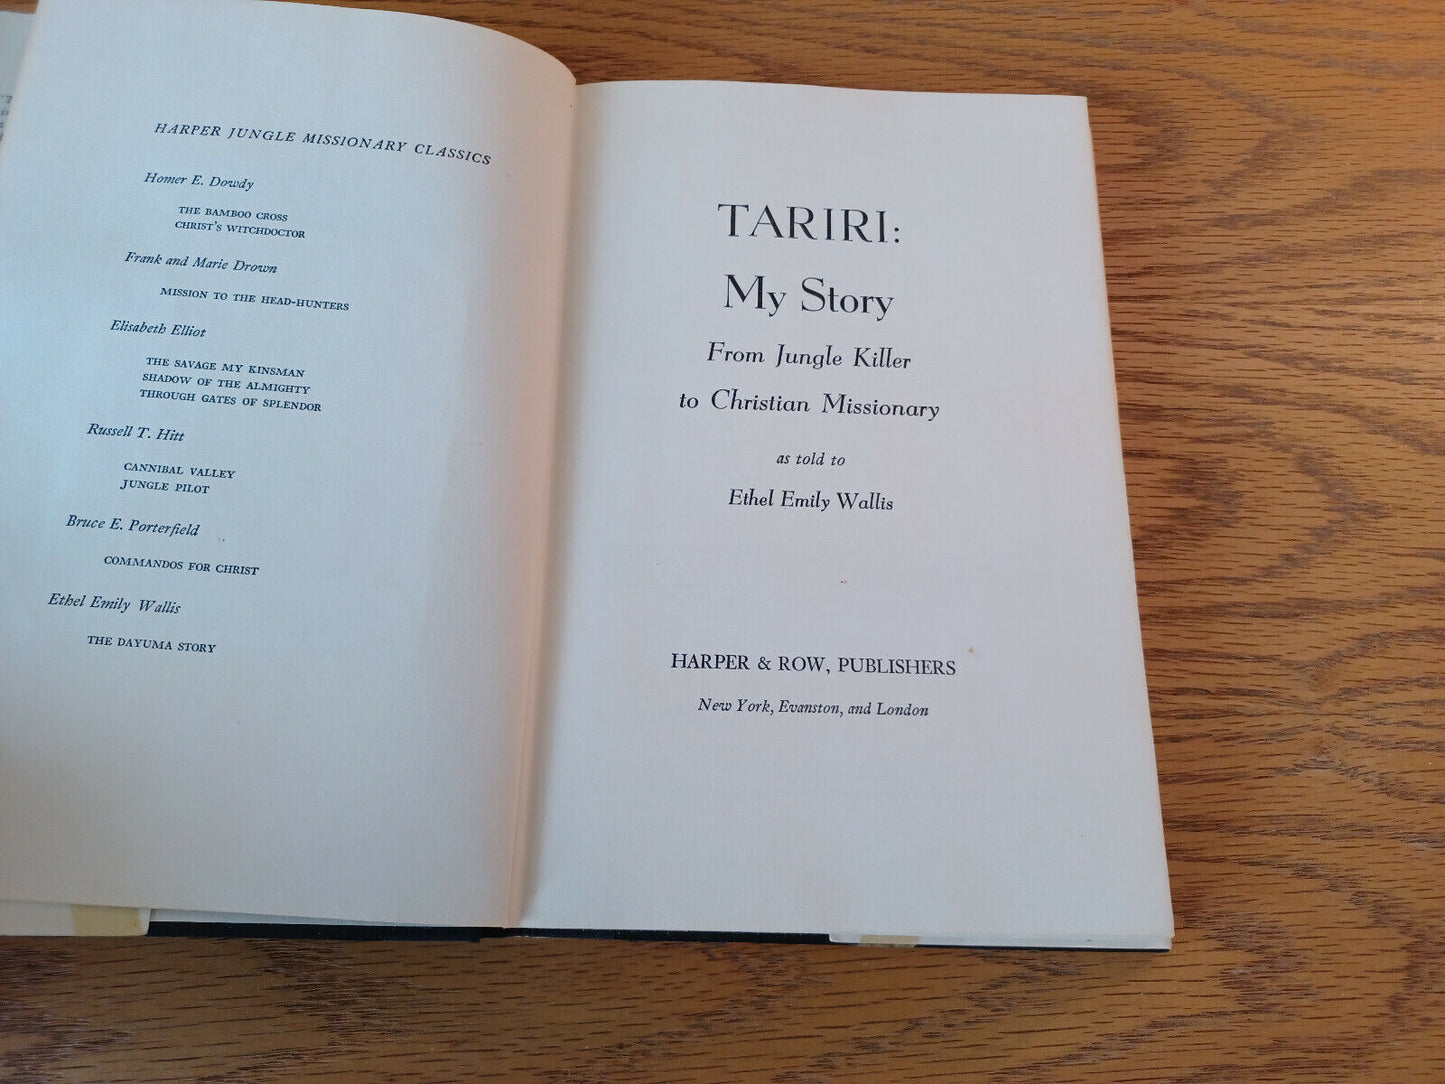 HARPER JUNGLE MISSIONARY CLASSICS
Homer E. Dowdy
THE BAMBOO CROSS
CHRIST'S WITCHDOCTOR
Frank and Marie Drown
MISSION TO THE HEAD-HUNTERS
Elisabeth Elliot
THE SAVAGE MY KINSMAN
SHADOW OF THE ALMIGHTY
THROUGH GATES OF SPLENDOR
Russell T. Hitt
CANNIBAL VALLEY
JUNGLE PILOT
Bruce E. Porterfield
COMMANDOS FOR CHRIST
Ethel Emily Wallis
THE DAYUMA STORY
TARIRI:
My Story
From Jungle Killer
to Christian Missionary
as told to
Ethel Emily Wallis
HARPER & ROW, PUBLISHERS
New York, Evanston, and London